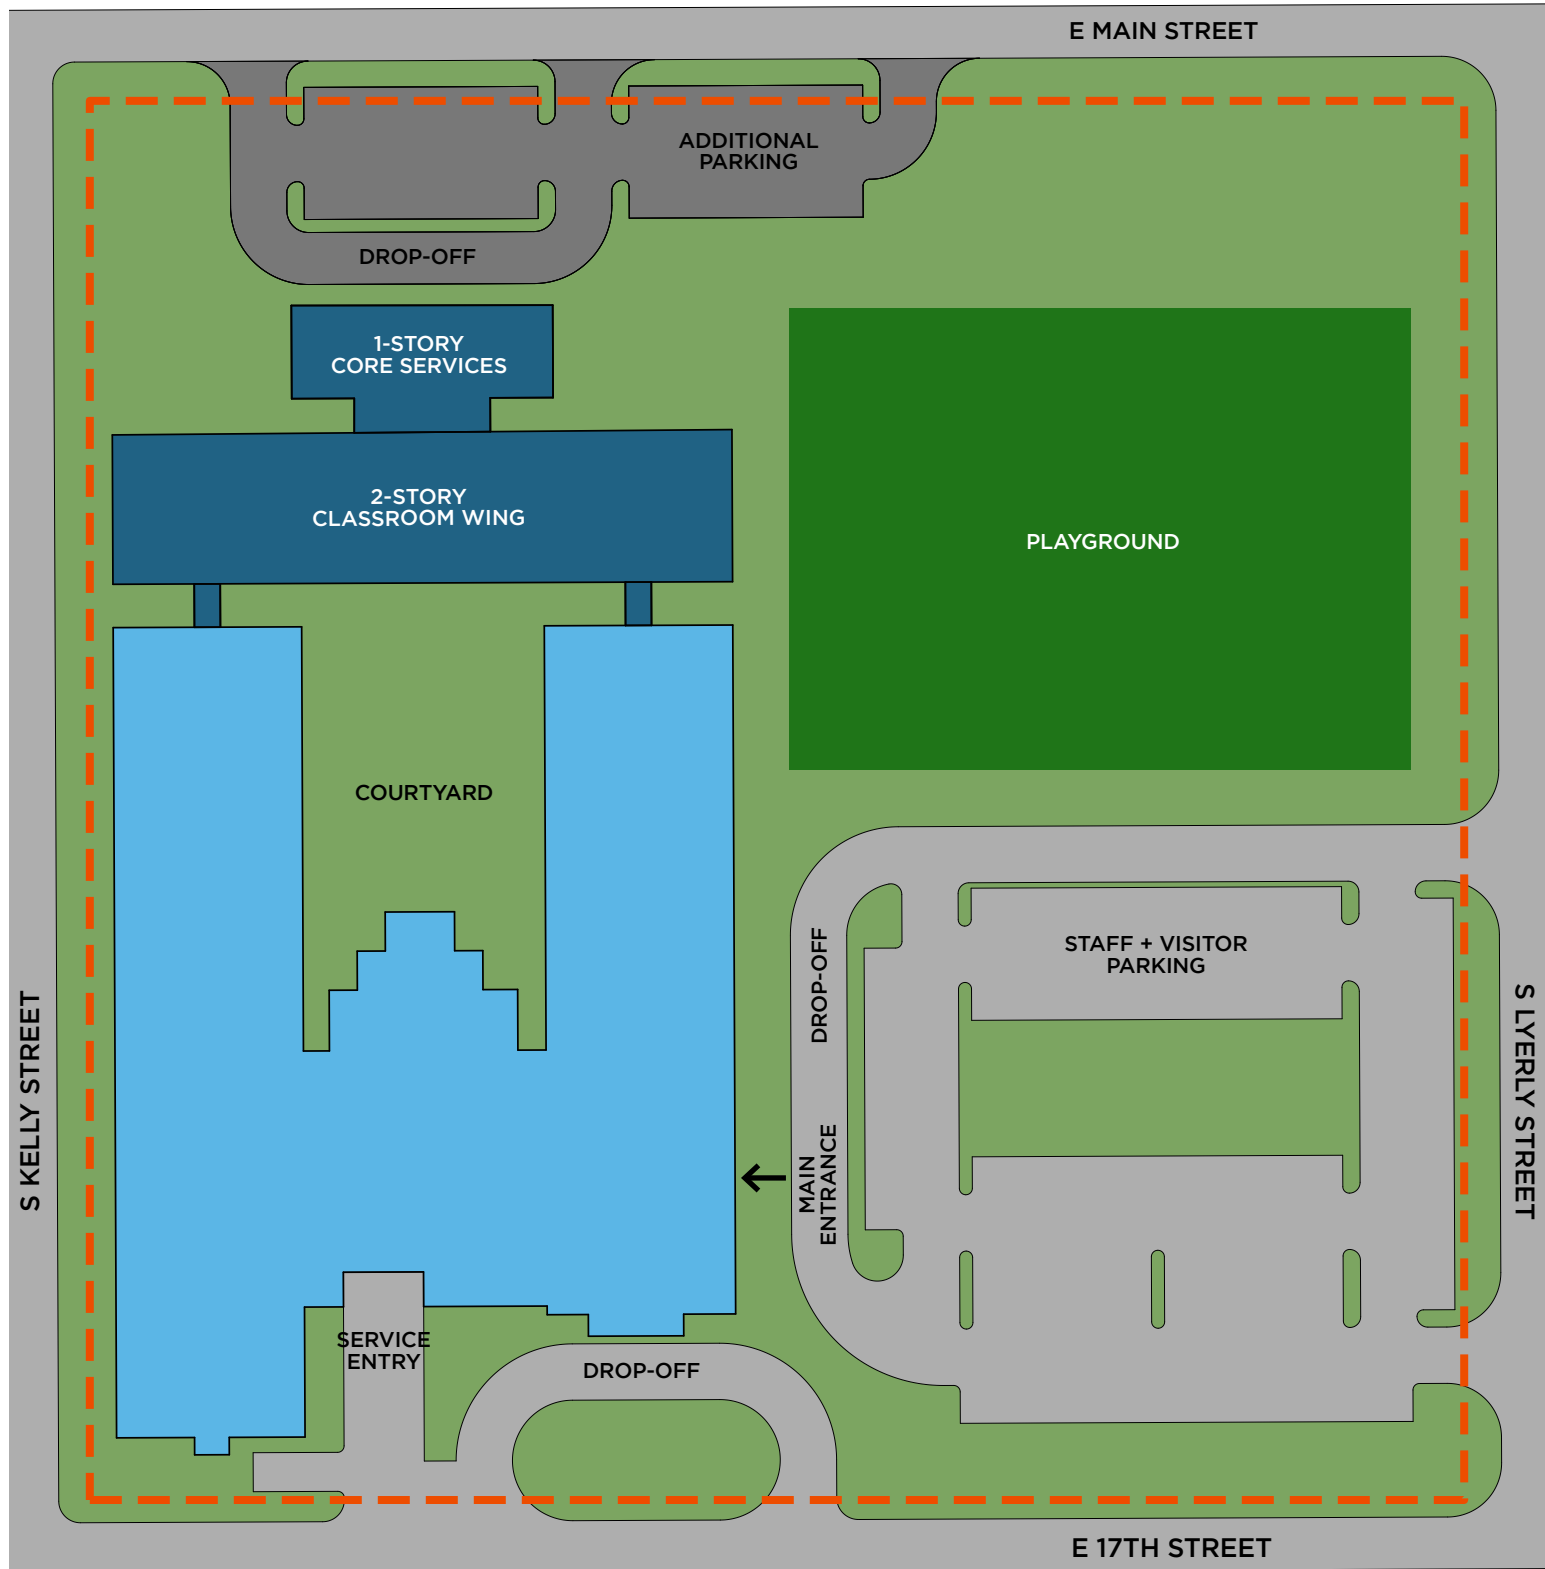 E MAIN STREET
ADDITIONAL
PARKING
DROP-OFF
1-STORY
CORE SERVICES
2-STORY
CLASSROOM WING
PLAYGROUND
COURTYARD
DROP-OFF
STAFF + VISITOR
PARKING
S KELLY STREET
S LYERLY STREET
MAIN
ENTRANCE
SERVICE
ENTRY
DROP-OFF
E 17TH STREET